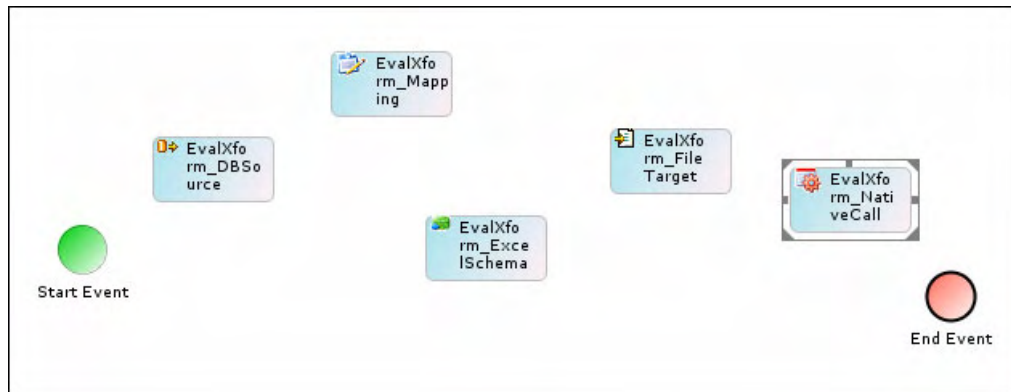 EvalXfo
rm_Mapp
ing
EvalXfo
rm_DBSo
urce
EvalXfo
rm_File
Target
EvalXfo
rm_Nati
veCall
EvalXfo
rm_Exce
lSchema
Start Event
End Event